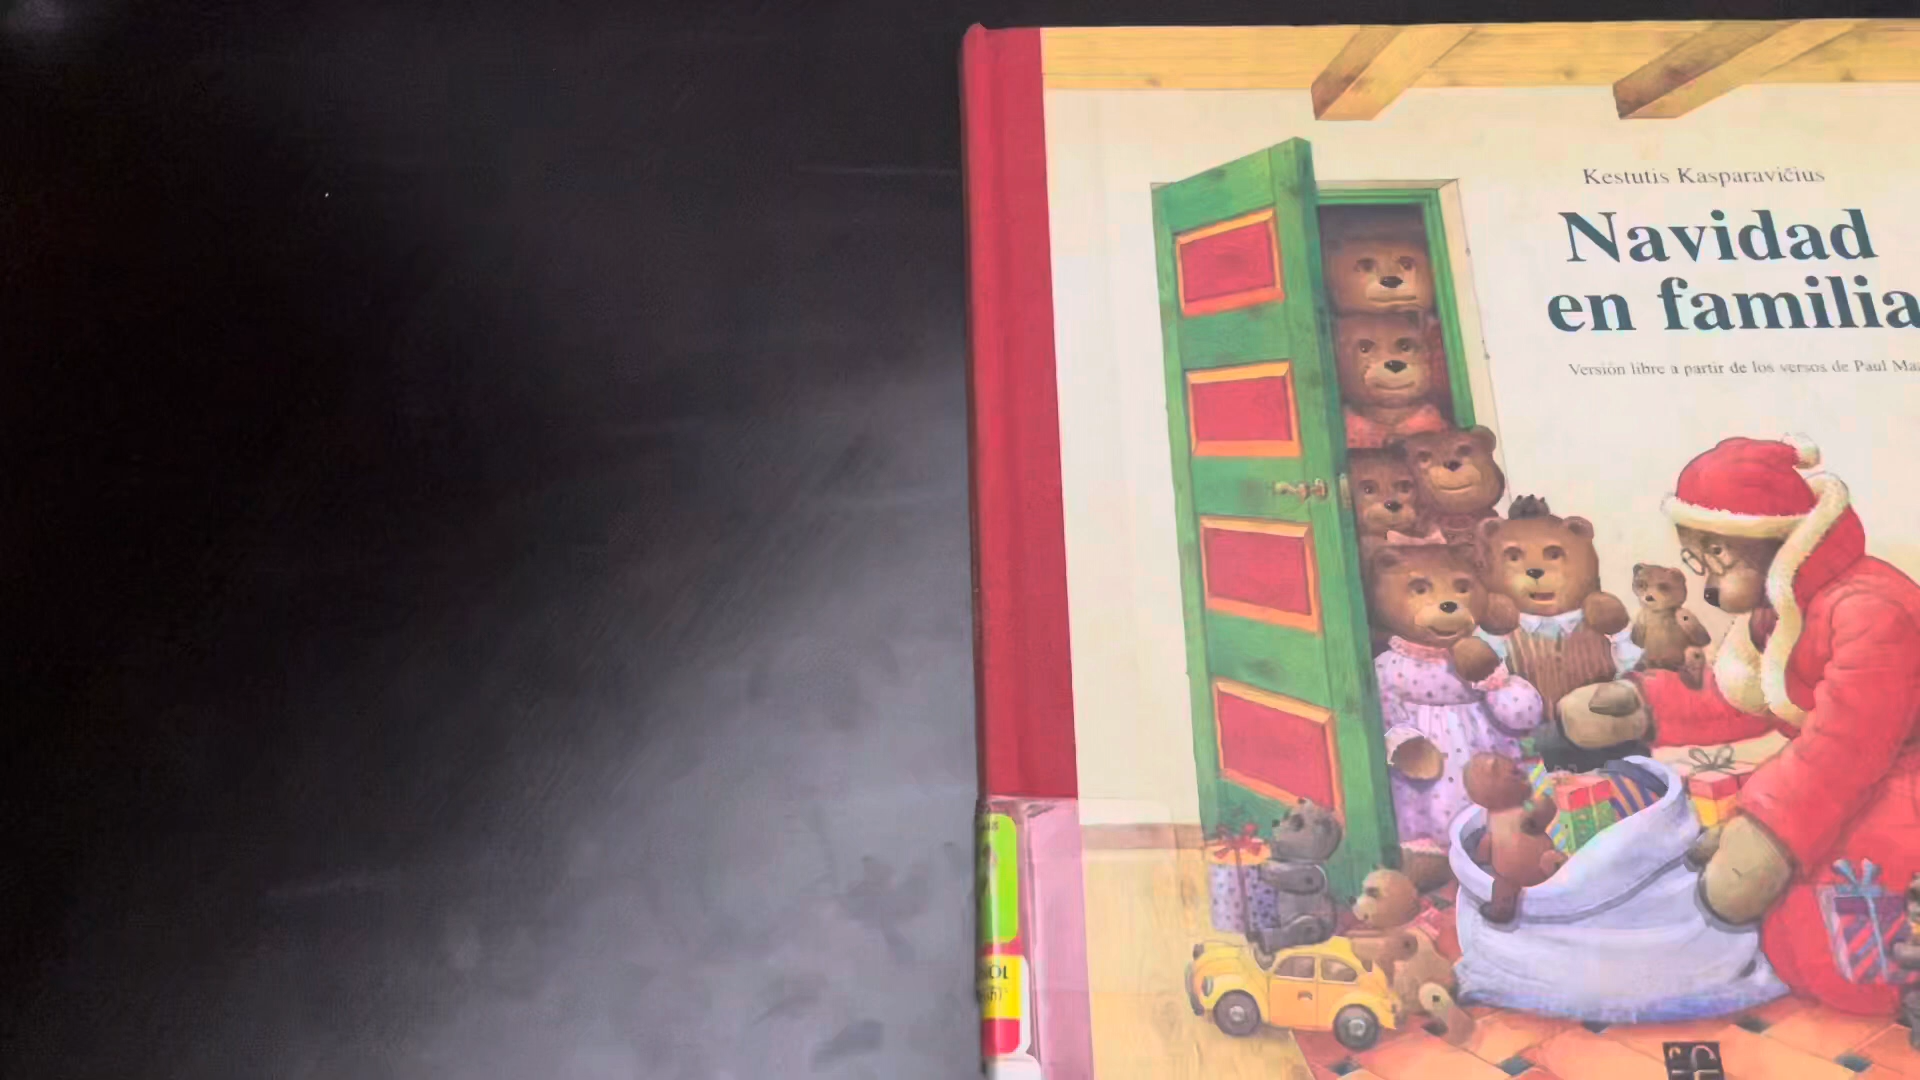 Kestutis Kasparavičius
Navidad
en familia
Versión libre a partir de los versos de Paul